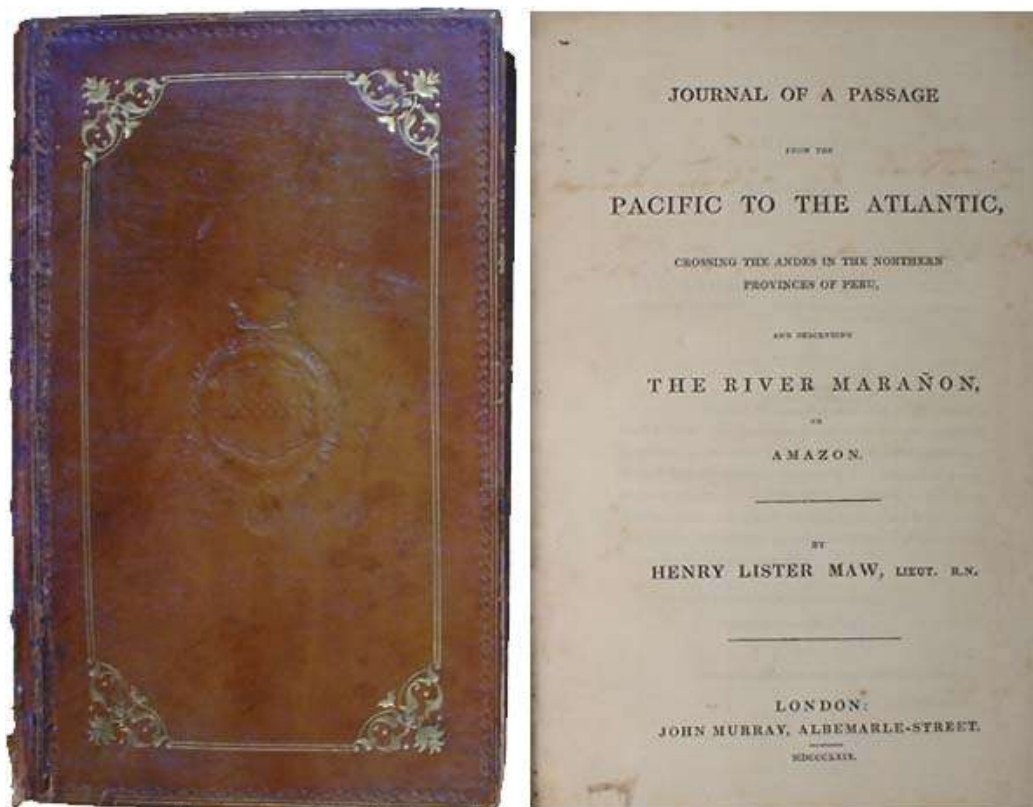 JOURNAL OF A PASSAGE
FROM THE
PACIFIC TO THE ATLANTIC,
CROSSING THE ANDES IN THE NORTHERN
PROVINCES OF PERU,
AND DESCENDING
THE RIVER MARAÑON,
OR
AMAZON.
BY
HENRY LISTER MAW, LIEUT. R.N.
LONDON:
JOHN MURRAY, ALBEMARLE-STREET.
MDCCCXXIX.